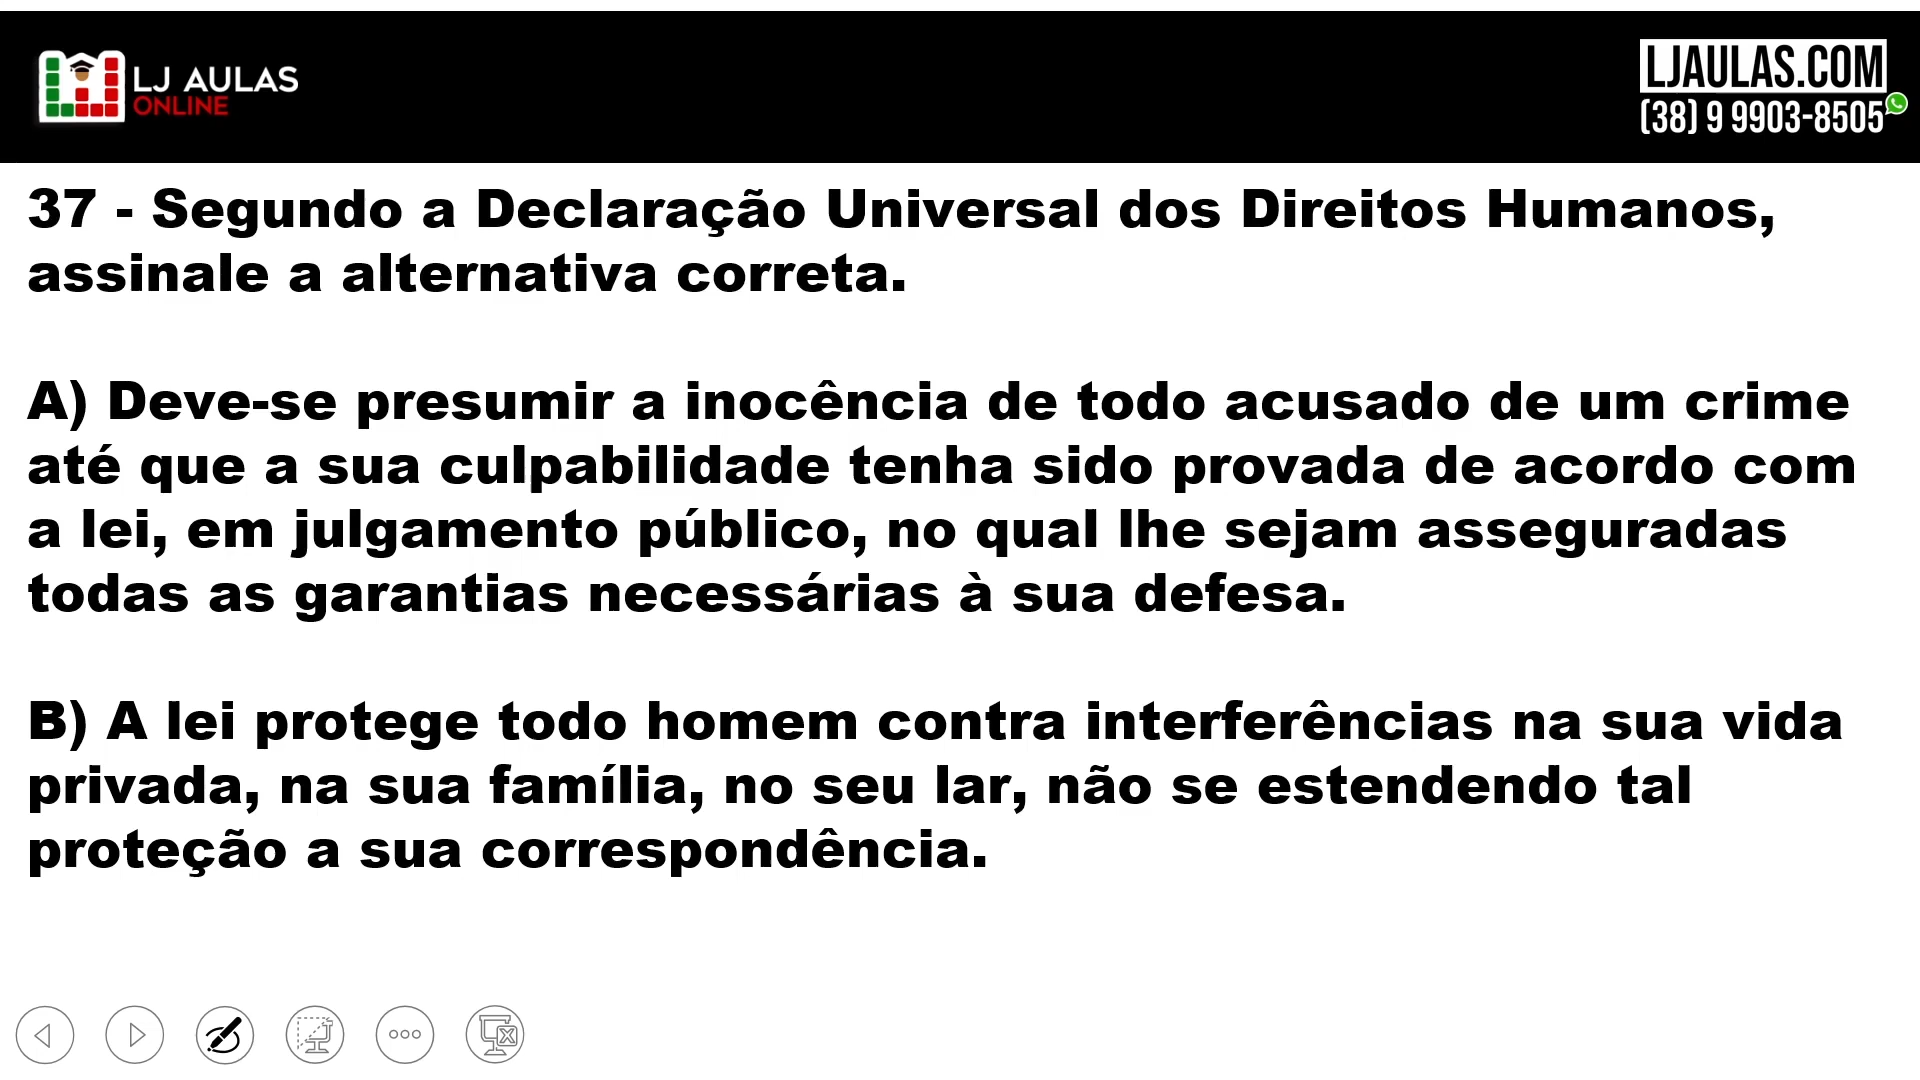 LJ AULAS
ONLINE
LJAULAS.COM
(38) 9 9903-8505
37 - Segundo a Declaração Universal dos Direitos Humanos,
assinale a alternativa correta.
A) Deve-se presumir a inocência de todo acusado de um crime
até que a sua culpabilidade tenha sido provada de acordo com
a lei, em julgamento público, no qual lhe sejam asseguradas
todas as garantias necessárias à sua defesa.
B) A lei protege todo homem contra interferências na sua vida
privada, na sua família, no seu lar, não se estendendo tal
proteção a sua correspondência.